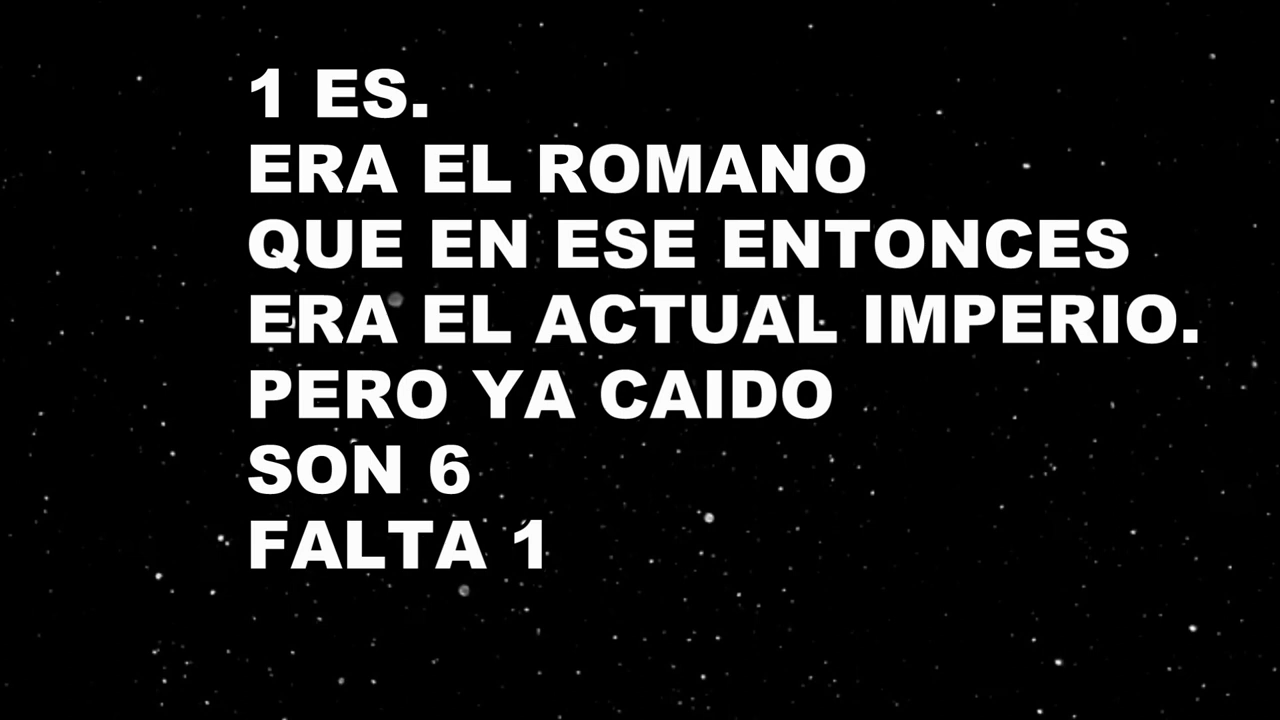 1 ES.
ERA EL ROMANO
QUE EN ESE ENTONCES
ERA EL ACTUAL IMPERIO.
PERO YA CAIDO
SON 6
FALTA 1